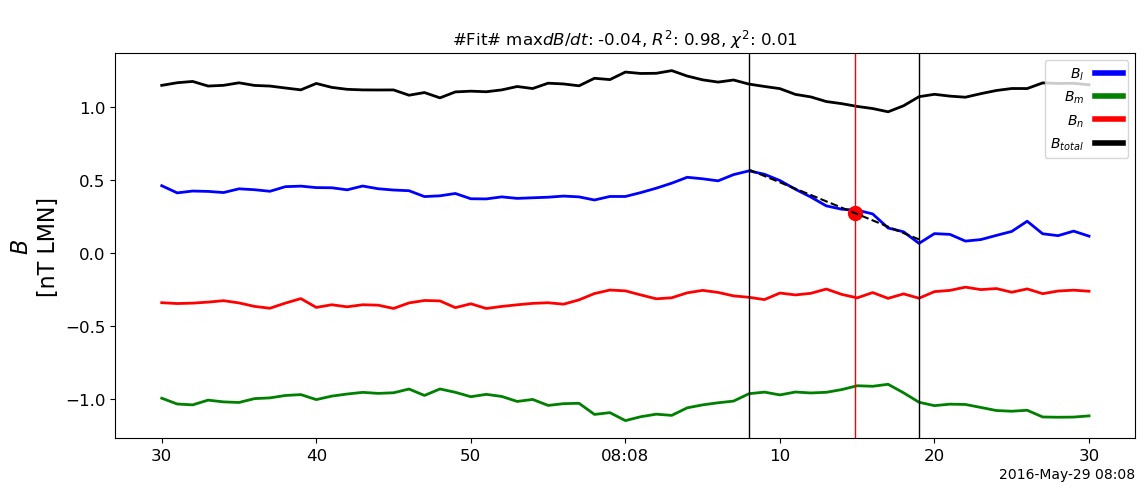 #Fit# maxdB/dt: -0.04, R²: 0.98, χ²: 0.01
B
[nT LMN]
1.0
0.5
0.0
−0.5
−1.0
B_l
B_m
B_n
B_total
30 40 50 08:08 10 20 30
2016-May-29 08:08